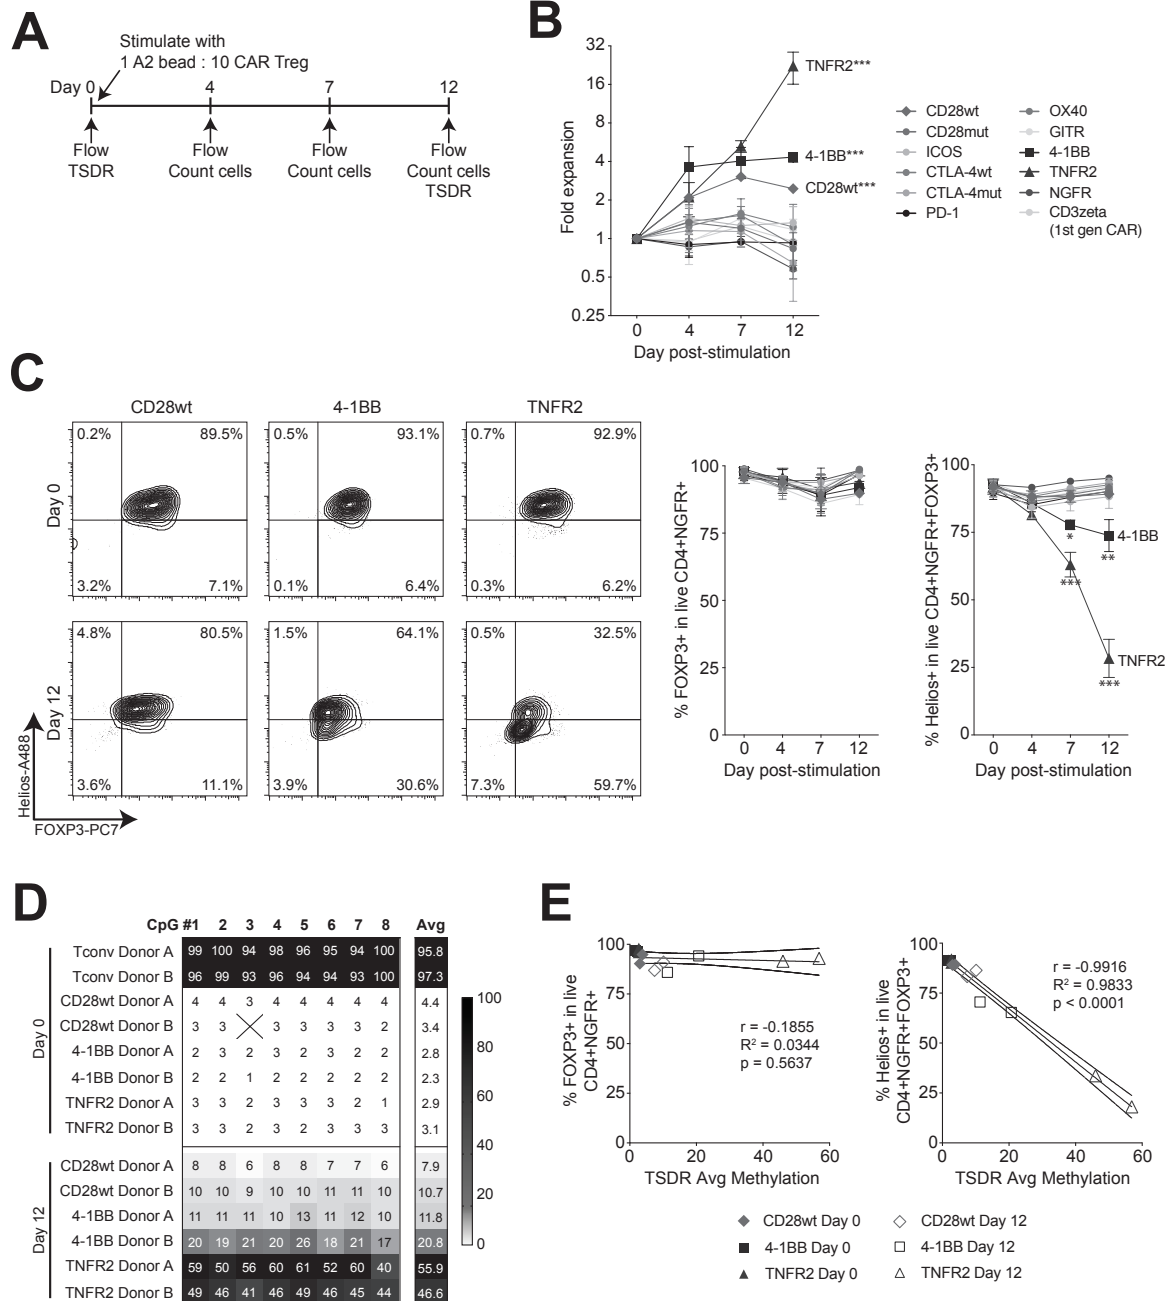 A
Stimulate with
1 A2 bead : 10 CAR Treg
Day 0 4 7 12
Flow Flow Flow Flow
TSDR Count cells Count cells Count cells
TSDR
B
Fold expansion
32
16
8
4
2
1
0.5
0.25
0 4 7 12
Day post-stimulation
TNFR2***
4-1BB***
CD28wt***
CD28wt OX40
CD28mut GITR
ICOS 4-1BB
CTLA-4wt TNFR2
CTLA-4mut NGFR
PD-1 CD3zeta
(1st gen CAR)
C
CD28wt 4-1BB TNFR2
Day 0
0.2% 89.5% 0.5% 93.1% 0.7% 92.9%
3.2% 7.1% 0.1% 6.4% 0.3% 6.2%
Day 12
4.8% 80.5% 1.5% 64.1% 0.5% 32.5%
3.6% 11.1% 3.9% 30.6% 7.3% 59.7%
Helios-A488
FOXP3-PC7
% FOXP3+ in live CD4+NGFR+
100
75
50
25
0
0 4 7 12
Day post-stimulation
% Helios+ in live CD4+NGFR+FOXP3+
100
75
50
25
0
0 4 7 12
Day post-stimulation
4-1BB
*
**
***
TNFR2
***
D
CpG #1 2 3 4 5 6 7 8 Avg
Day 0
Tconv Donor A 99 100 94 98 96 95 94 100 95.8
Tconv Donor B 96 99 93 96 94 94 93 100 97.3
CD28wt Donor A 4 4 3 4 4 4 4 4 4.4
CD28wt Donor B 3 3 3 3 3 3 2 3.4
4-1BB Donor A 2 3 2 3 2 2 2 2 2.8
4-1BB Donor B 2 2 1 2 2 2 2 2 2.3
TNFR2 Donor A 3 3 2 3 3 3 2 1 2.9
TNFR2 Donor B 3 3 2 3 2 3 3 3 3.1
Day 12
CD28wt Donor A 8 8 6 8 8 7 7 6 7.9
CD28wt Donor B 10 10 9 10 10 11 11 10 10.7
4-1BB Donor A 11 11 11 10 13 11 12 10 11.8
4-1BB Donor B 20 19 21 20 26 18 21 17 20.8
TNFR2 Donor A 59 50 56 60 61 52 60 40 55.9
TNFR2 Donor B 49 46 41 46 49 46 45 44 46.6
100
80
60
40
20
0
E
% FOXP3+ in live
CD4+NGFR+
100
75
50
25
0
0 20 40 60
TSDR Avg Methylation
r = -0.1855
R² = 0.0344
p = 0.5637
% Helios+ in live
CD4+NGFR+FOXP3+
100
75
50
25
0
0 20 40 60
TSDR Avg Methylation
r = -0.9916
R² = 0.9833
p < 0.0001
CD28wt Day 0 CD28wt Day 12
4-1BB Day 0 4-1BB Day 12
TNFR2 Day 0 TNFR2 Day 12